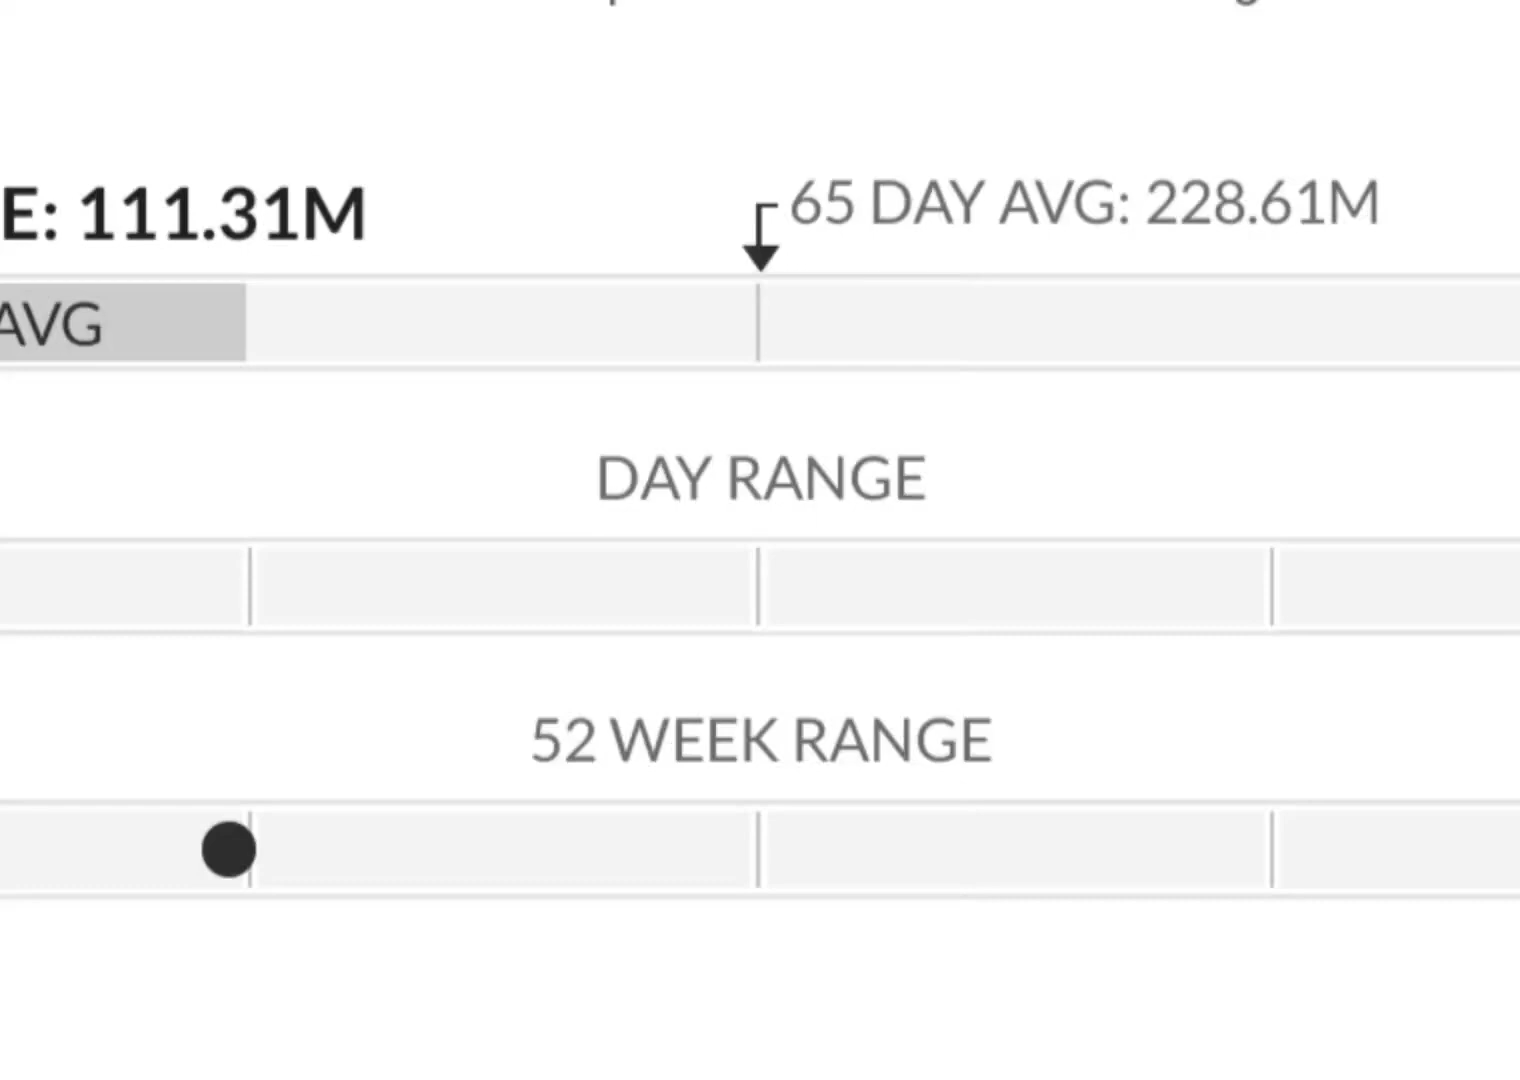 E: 111.31M
65 DAY AVG: 228.61M
AVG
DAY RANGE
52 WEEK RANGE